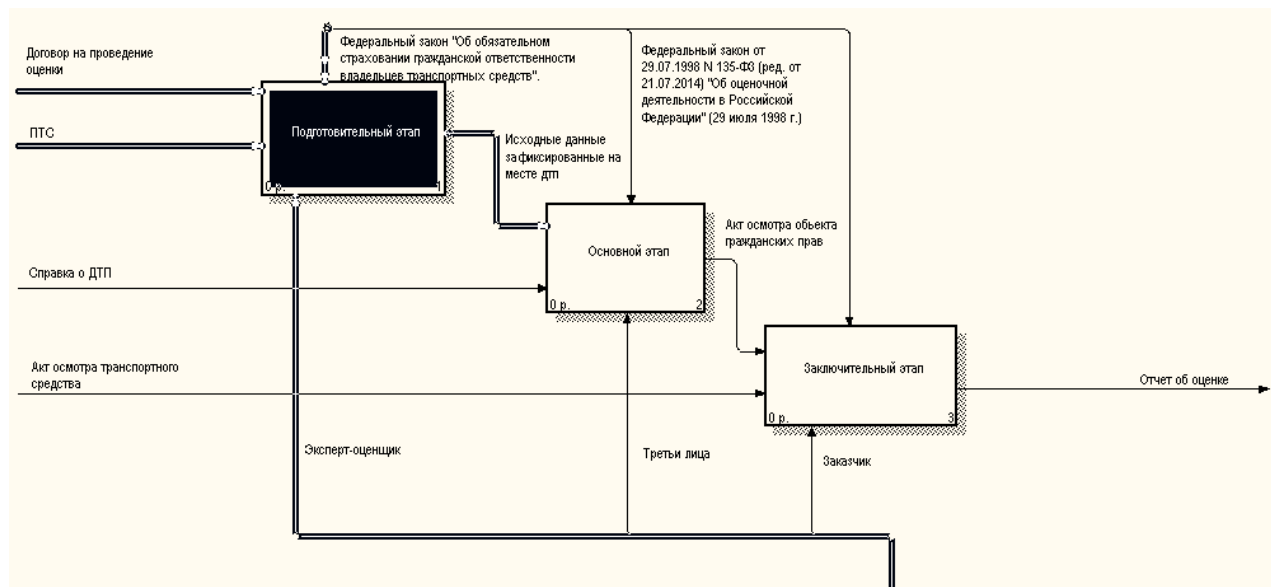 Договор на проведение
оценки
Федеральный закон "Об обязательном
страховании гражданской ответственности
владельцев транспортных средств".
Федеральный закон от
29.07.1998 N 135-ФЗ (ред. от
21.07.2014) "Об оценочной
деятельности в Российской
Федерации" (29 июля 1998 г.)
ПТС
Подготовительный этап
0 р.
1
Исходные данные
зафиксированные на
месте дтп
Основной этап
0 р.
2
Акт осмотра обьекта
гражданских прав
Справка о ДТП
Акт осмотра транспортного
средства
Заключительный этап
0 р.
3
Отчет об оценке
Эксперт-оценщик
Третьи лица
Заказчик